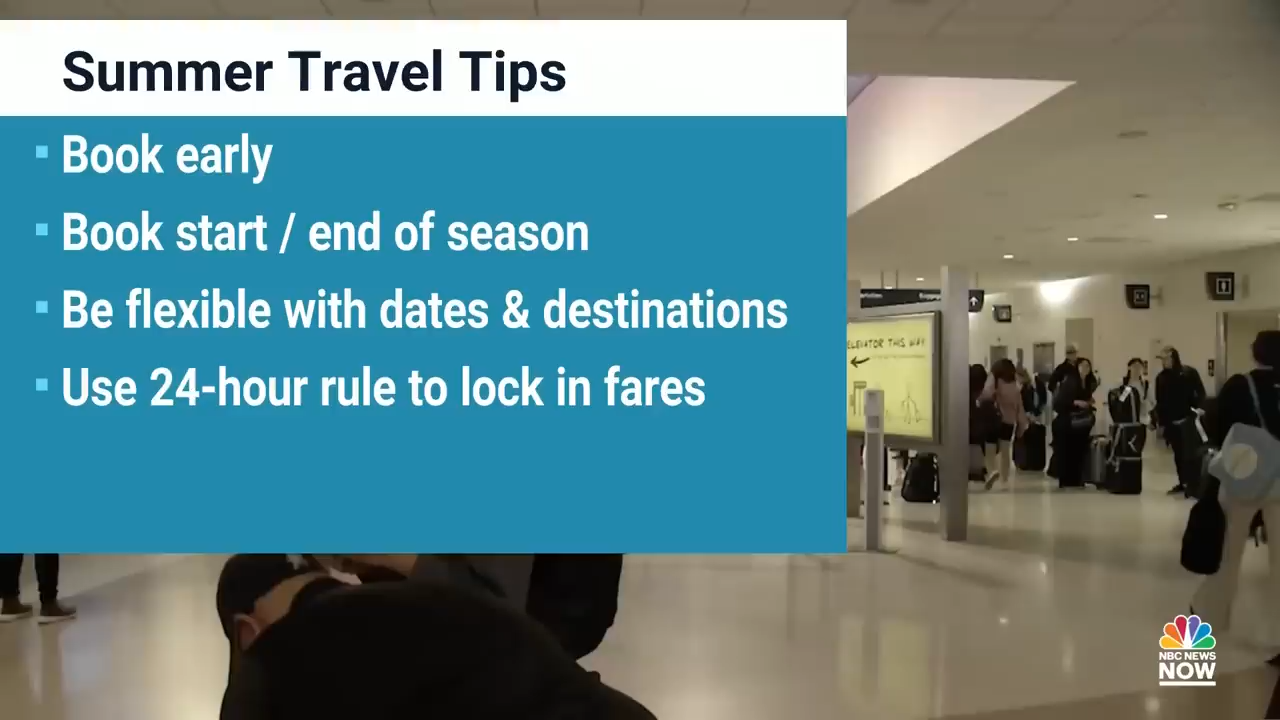 Summer Travel Tips
Book early
Book start / end of season
Be flexible with dates & destinations
Use 24-hour rule to lock in fares
ELEVATOR THIS WAY
NBC NEWS
NOW